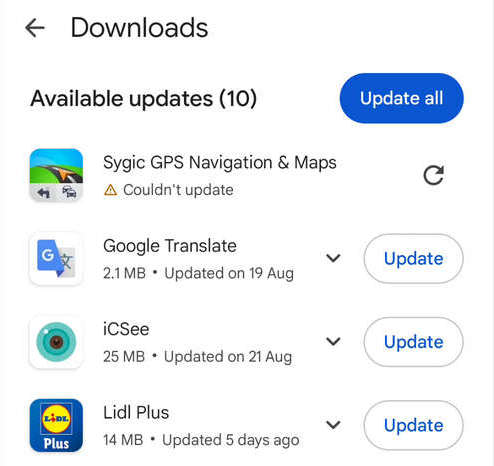 Downloads
Available updates (10)
Update all
Sygic GPS Navigation & Maps
Couldn't update
Google Translate
2.1 MB • Updated on 19 Aug
Update
iCSee
25 MB • Updated on 21 Aug
Update
LIDL
Plus
Lidl Plus
14 MB • Updated 5 days ago
Update